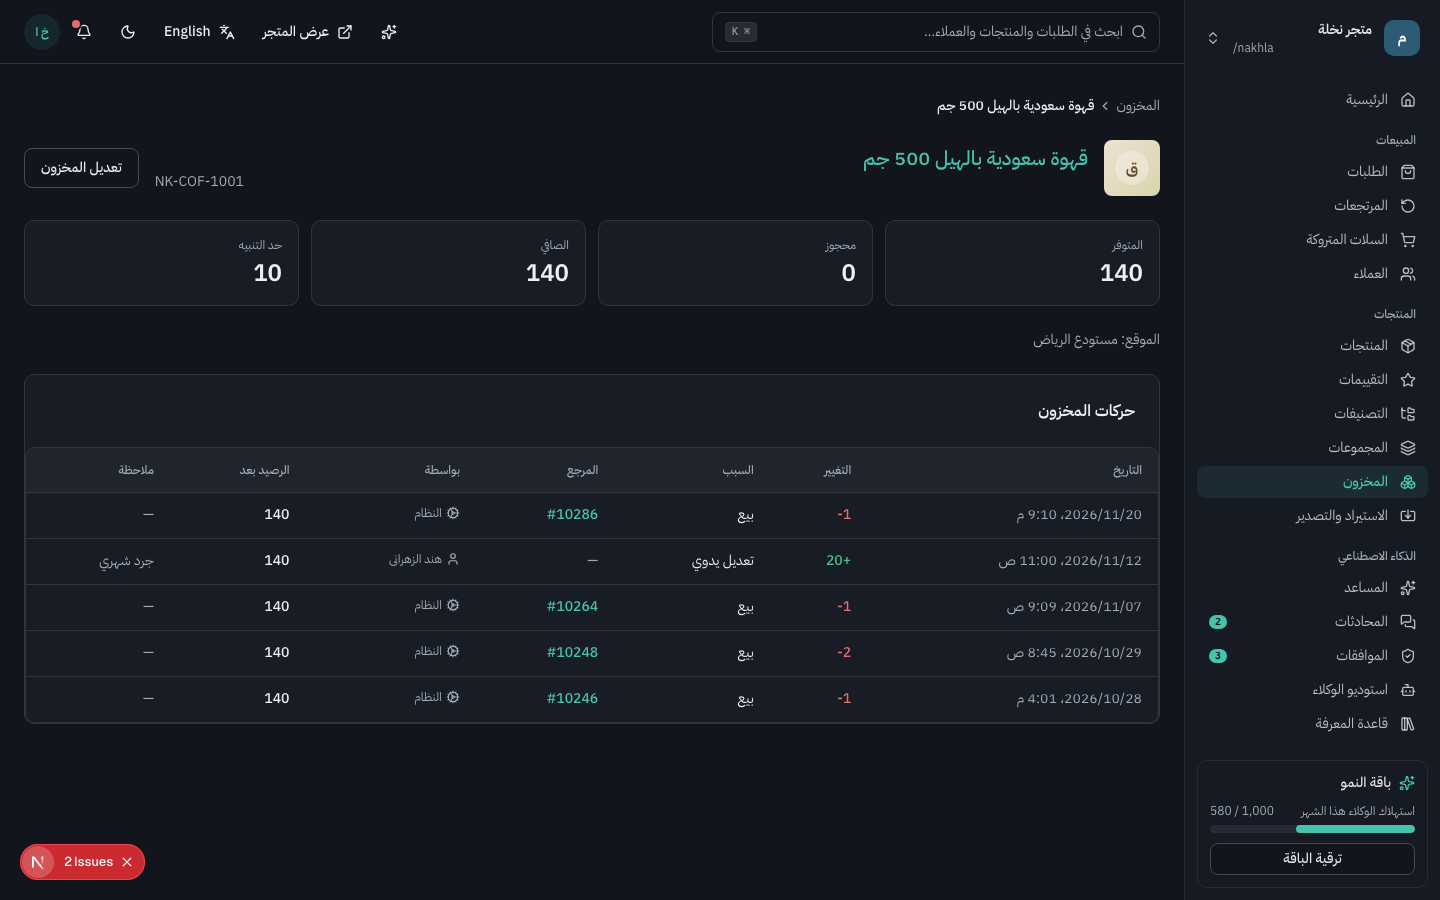 م
متجر نخلة
/nakhla
ابحث في الطلبات والمنتجات والعملاء...
⌘ K
عرض المتجر
English
خ ا
الرئيسية
المبيعات
الطلبات
المرتجعات
السلات المتروكة
العملاء
المنتجات
المنتجات
التقييمات
التصنيفات
المجموعات
المخزون
الاستيراد والتصدير
الذكاء الاصطناعي
المساعد
المحادثات 2
الموافقات 3
استوديو الوكلاء
قاعدة المعرفة
باقة النمو
استهلاك الوكلاء هذا الشهر 580 / 1,000
ترقية الباقة
المخزون › قهوة سعودية بالهيل 500 جم
ق
قهوة سعودية بالهيل 500 جم
NK-COF-1001
تعديل المخزون
المتوفر
140
محجوز
0
الصافي
140
حد التنبيه
10
الموقع: مستودع الرياض
حركات المخزون
التاريخ التغيير السبب المرجع بواسطة الرصيد بعد ملاحظة
2026/11/20، 9:10 م -1 بيع #10286 النظام 140 —
2026/11/12، 11:00 ص +20 تعديل يدوي — هند الزهراني 140 جرد شهري
2026/11/07، 9:09 ص -1 بيع #10264 النظام 140 —
2026/10/29، 8:45 ص -2 بيع #10248 النظام 140 —
2026/10/28، 4:01 م -1 بيع #10246 النظام 140 —
N 2 Issues